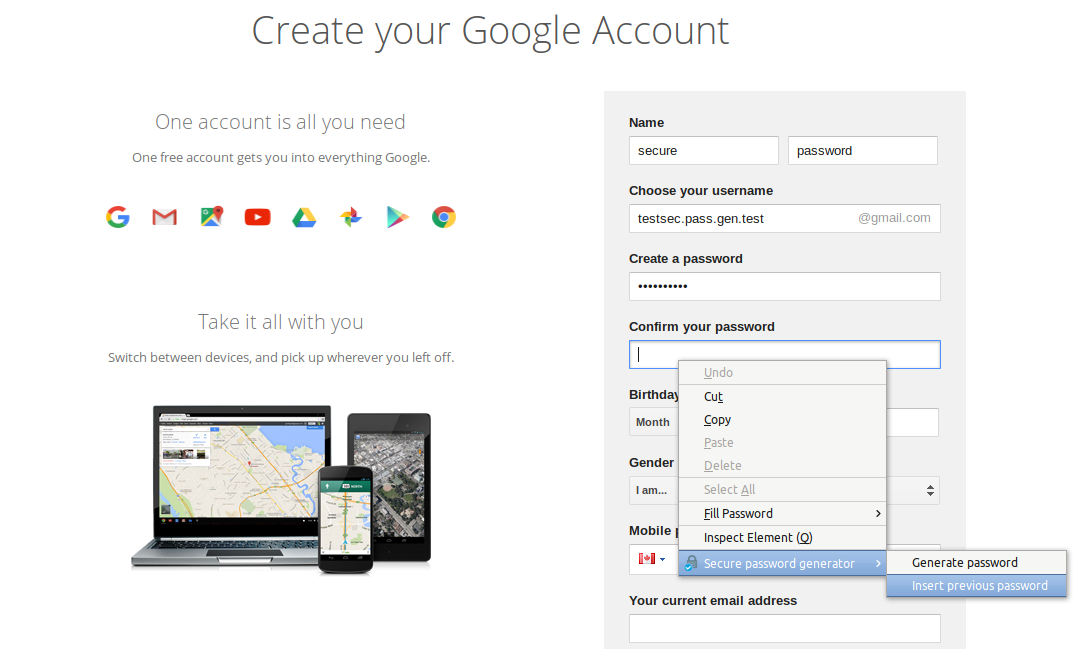 Create your Google Account
One account is all you need
One free account gets you into everything Google.
Take it all with you
Switch between devices, and pick up wherever you left off.
Name
secure password
Choose your username
testsec.pass.gen.test @gmail.com
Create a password
••••••••••
Confirm your password
Birthday
Month
Gender
I am...
Mobile
Your current email address
Undo
Cut
Copy
Paste
Delete
Select All
Fill Password
Inspect Element (Q)
Secure password generator
Generate password
Insert previous password